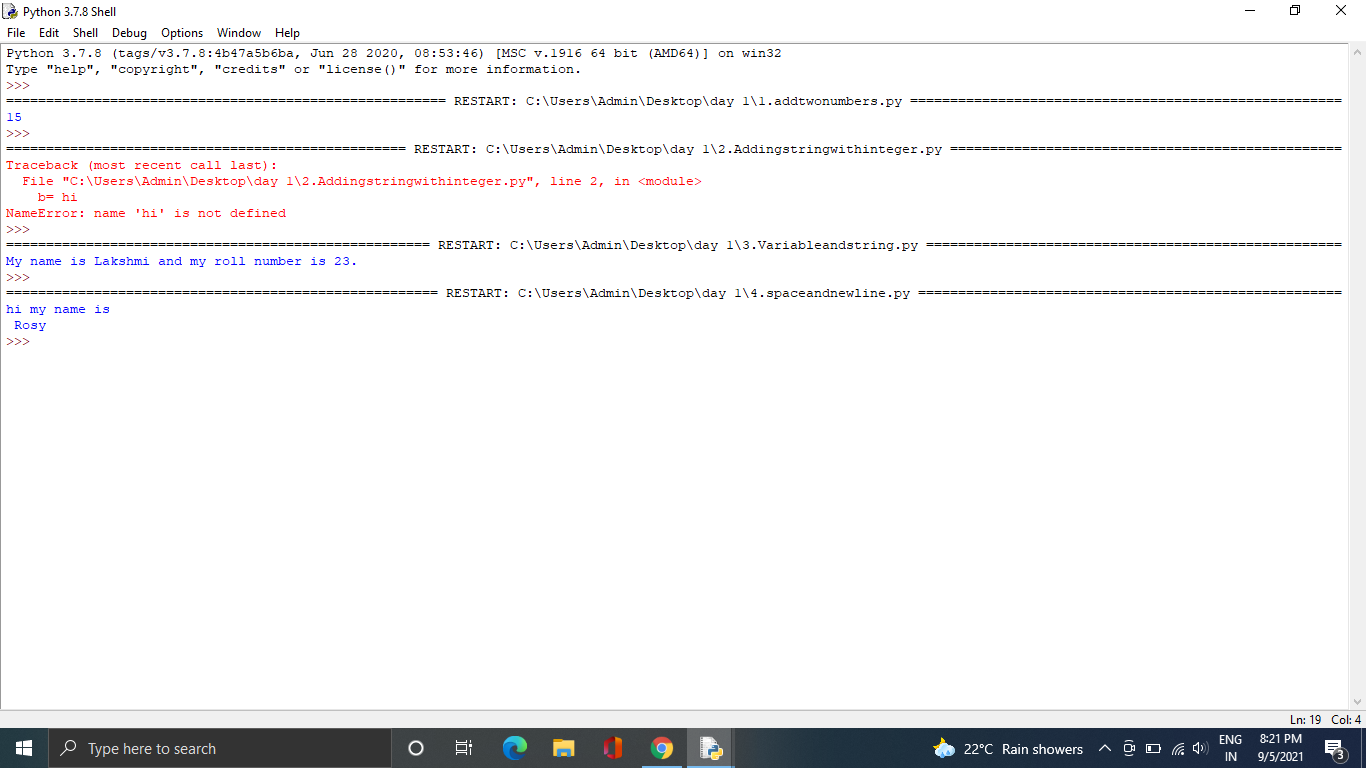 Python 3.7.8 Shell
File Edit Shell Debug Options Window Help
Python 3.7.8 (tags/v3.7.8:4b47a5b6ba, Jun 28 2020, 08:53:46) [MSC v.1916 64 bit (AMD64)] on win32
Type "help", "copyright", "credits" or "license()" for more information.
>>>
======================================================= RESTART: C:\Users\Admin\Desktop\day 1\1.addtwonumbers.py ======================================================
15
>>>
================================================== RESTART: C:\Users\Admin\Desktop\day 1\2.Addingstringwithinteger.py =================================================
Traceback (most recent call last):
  File "C:\Users\Admin\Desktop\day 1\2.Addingstringwithinteger.py", line 2, in <module>
    b= hi
NameError: name 'hi' is not defined
>>>
===================================================== RESTART: C:\Users\Admin\Desktop\day 1\3.Variableandstring.py ====================================================
My name is Lakshmi and my roll number is 23.
>>>
====================================================== RESTART: C:\Users\Admin\Desktop\day 1\4.spaceandnewline.py =====================================================
hi my name is
 Rosy
>>>
Ln: 19 Col: 4
Type here to search
22°C Rain showers
ENG
IN
8:21 PM
9/5/2021
3